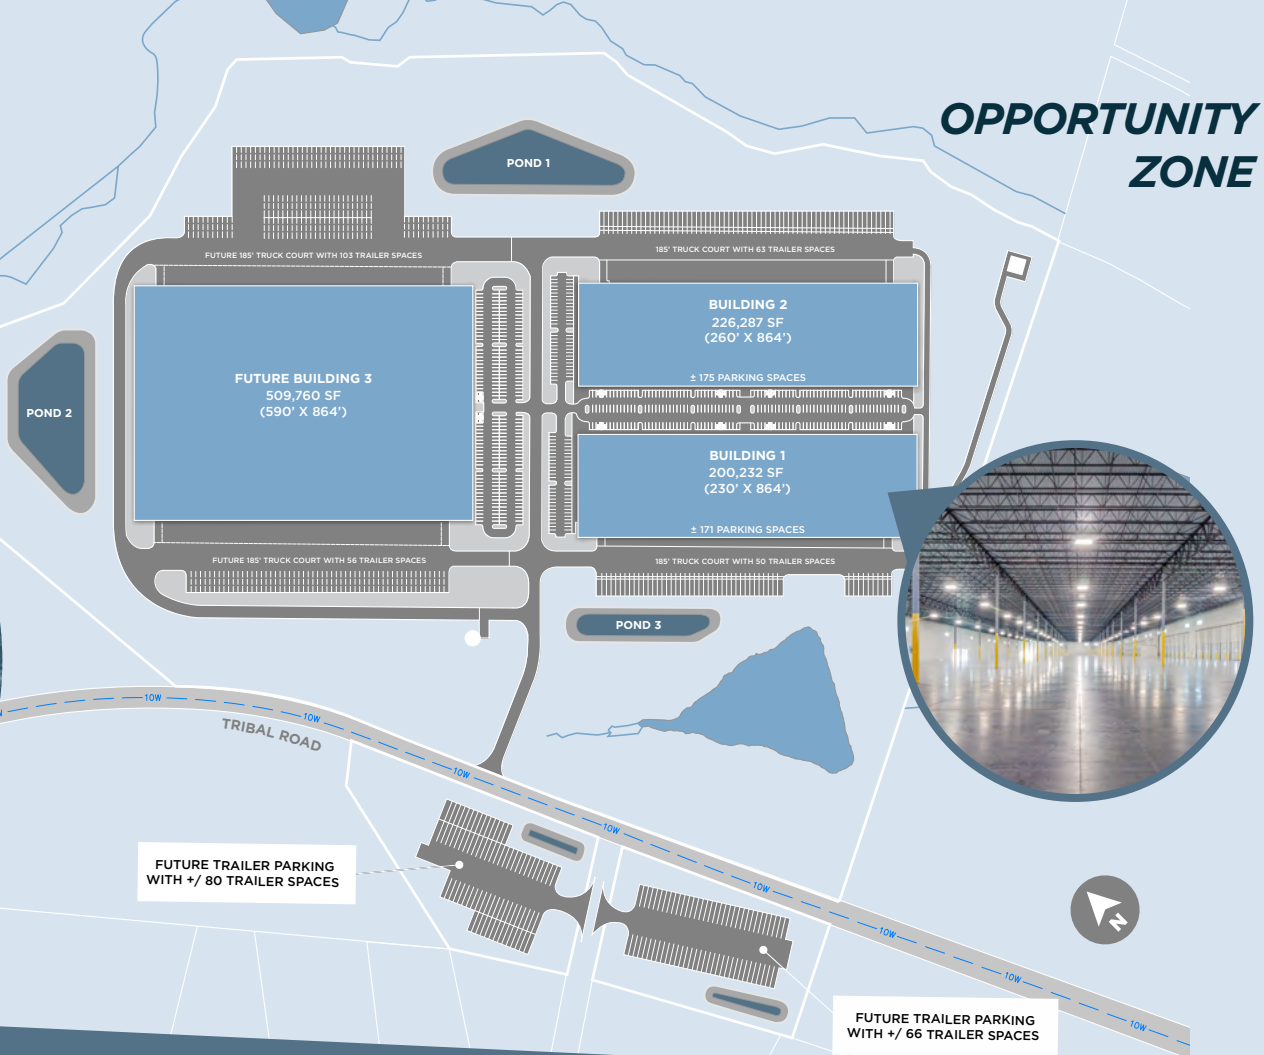 OPPORTUNITY
ZONE
POND 1
FUTURE 185' TRUCK COURT WITH 103 TRAILER SPACES
185' TRUCK COURT WITH 63 TRAILER SPACES
BUILDING 2
226,287 SF
(260' X 864')
± 175 PARKING SPACES
FUTURE BUILDING 3
509,760 SF
(590' X 864')
POND 2
BUILDING 1
200,232 SF
(230' X 864')
± 171 PARKING SPACES
FUTURE 185' TRUCK COURT WITH 56 TRAILER SPACES
185' TRUCK COURT WITH 50 TRAILER SPACES
POND 3
10W
10W
TRIBAL ROAD
10W
10W
10W
10W
10W
10W
FUTURE TRAILER PARKING
WITH +/ 80 TRAILER SPACES
N
FUTURE TRAILER PARKING
WITH +/ 66 TRAILER SPACES